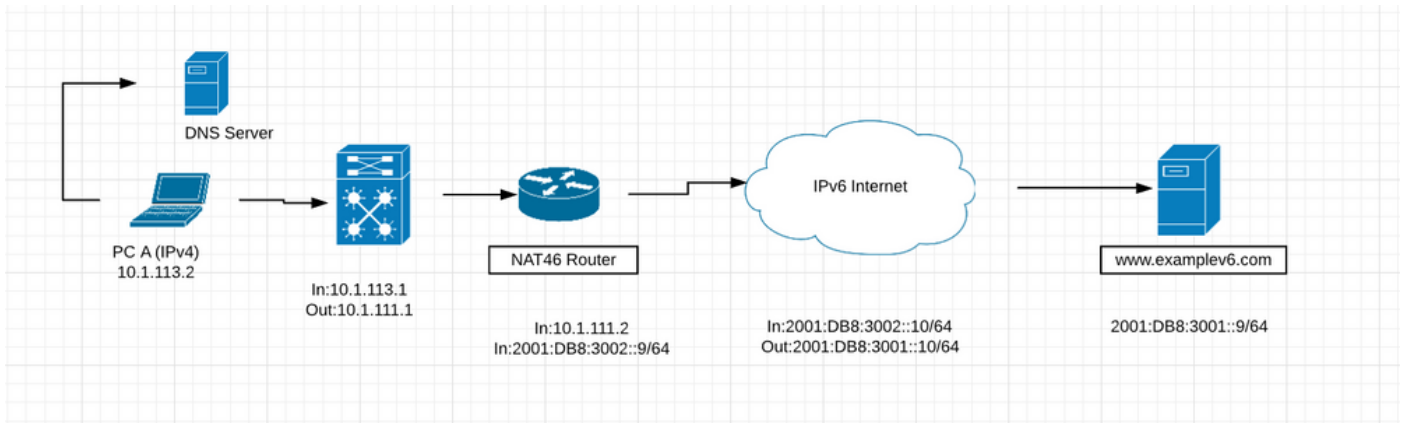 DNS Server
PC A (IPv4)
10.1.113.2
In:10.1.113.1
Out:10.1.111.1
NAT46 Router
In:10.1.111.2
In:2001:DB8:3002::9/64
IPv6 Internet
In:2001:DB8:3002::10/64
Out:2001:DB8:3001::10/64
www.examplev6.com
2001:DB8:3001::9/64